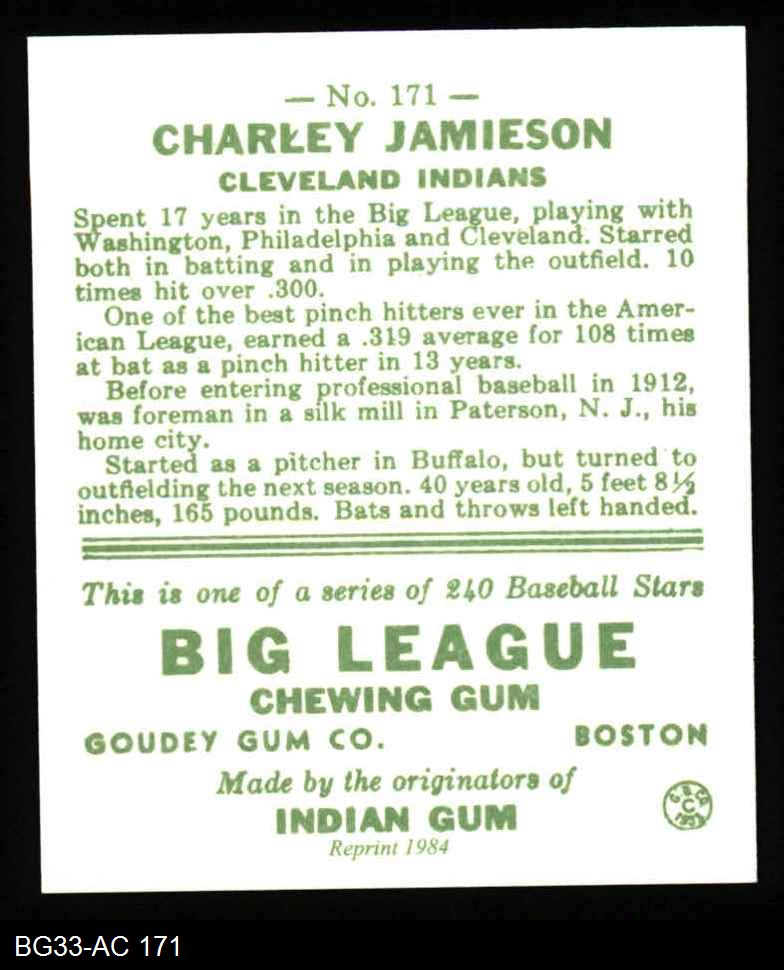 — No. 171 —
CHARLEY JAMIESON
CLEVELAND INDIANS
Spent 17 years in the Big League, playing with
Washington, Philadelphia and Cleveland. Starred
both in batting and in playing the outfield. 10
times hit over .300.
One of the best pinch hitters ever in the Amer-
ican League, earned a .319 average for 108 times
at bat as a pinch hitter in 13 years.
Before entering professional baseball in 1912,
was foreman in a silk mill in Paterson, N. J., his
home city.
Started as a pitcher in Buffalo, but turned to
outfielding the next season. 40 years old, 5 feet 8½
inches, 165 pounds. Bats and throws left handed.
This is one of a series of 240 Baseball Stars
BIG LEAGUE
CHEWING GUM
GOUDEY GUM CO. BOSTON
Made by the originators of
INDIAN GUM
Reprint 1984
BG33-AC 171